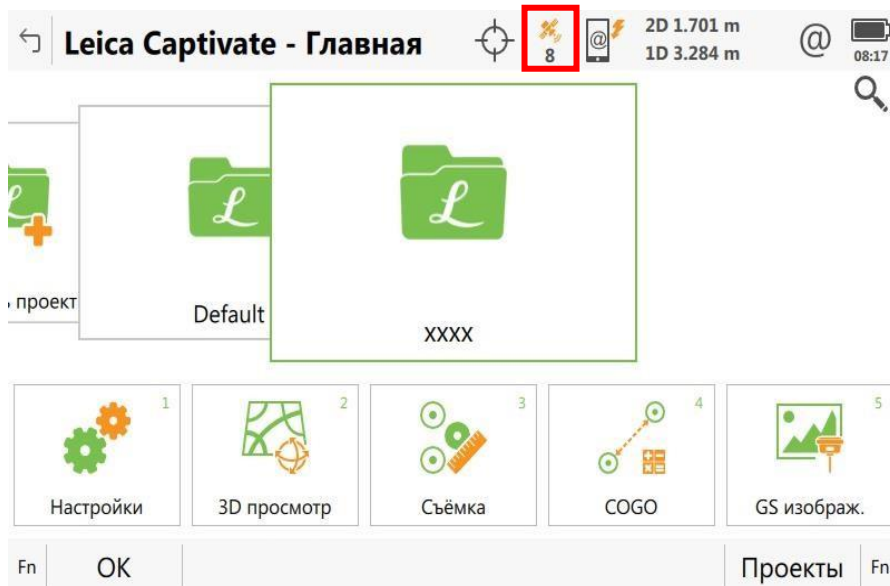 Leica Captivate - Главная
8
@
2D 1.701 m
1D 3.284 m
@
08:17
L
L
L
ь проект
Default
XXXX
1
2
3
4
5
Настройки
3D просмотр
Съёмка
COGO
GS изображ.
Fn
OK
Проекты
Fn